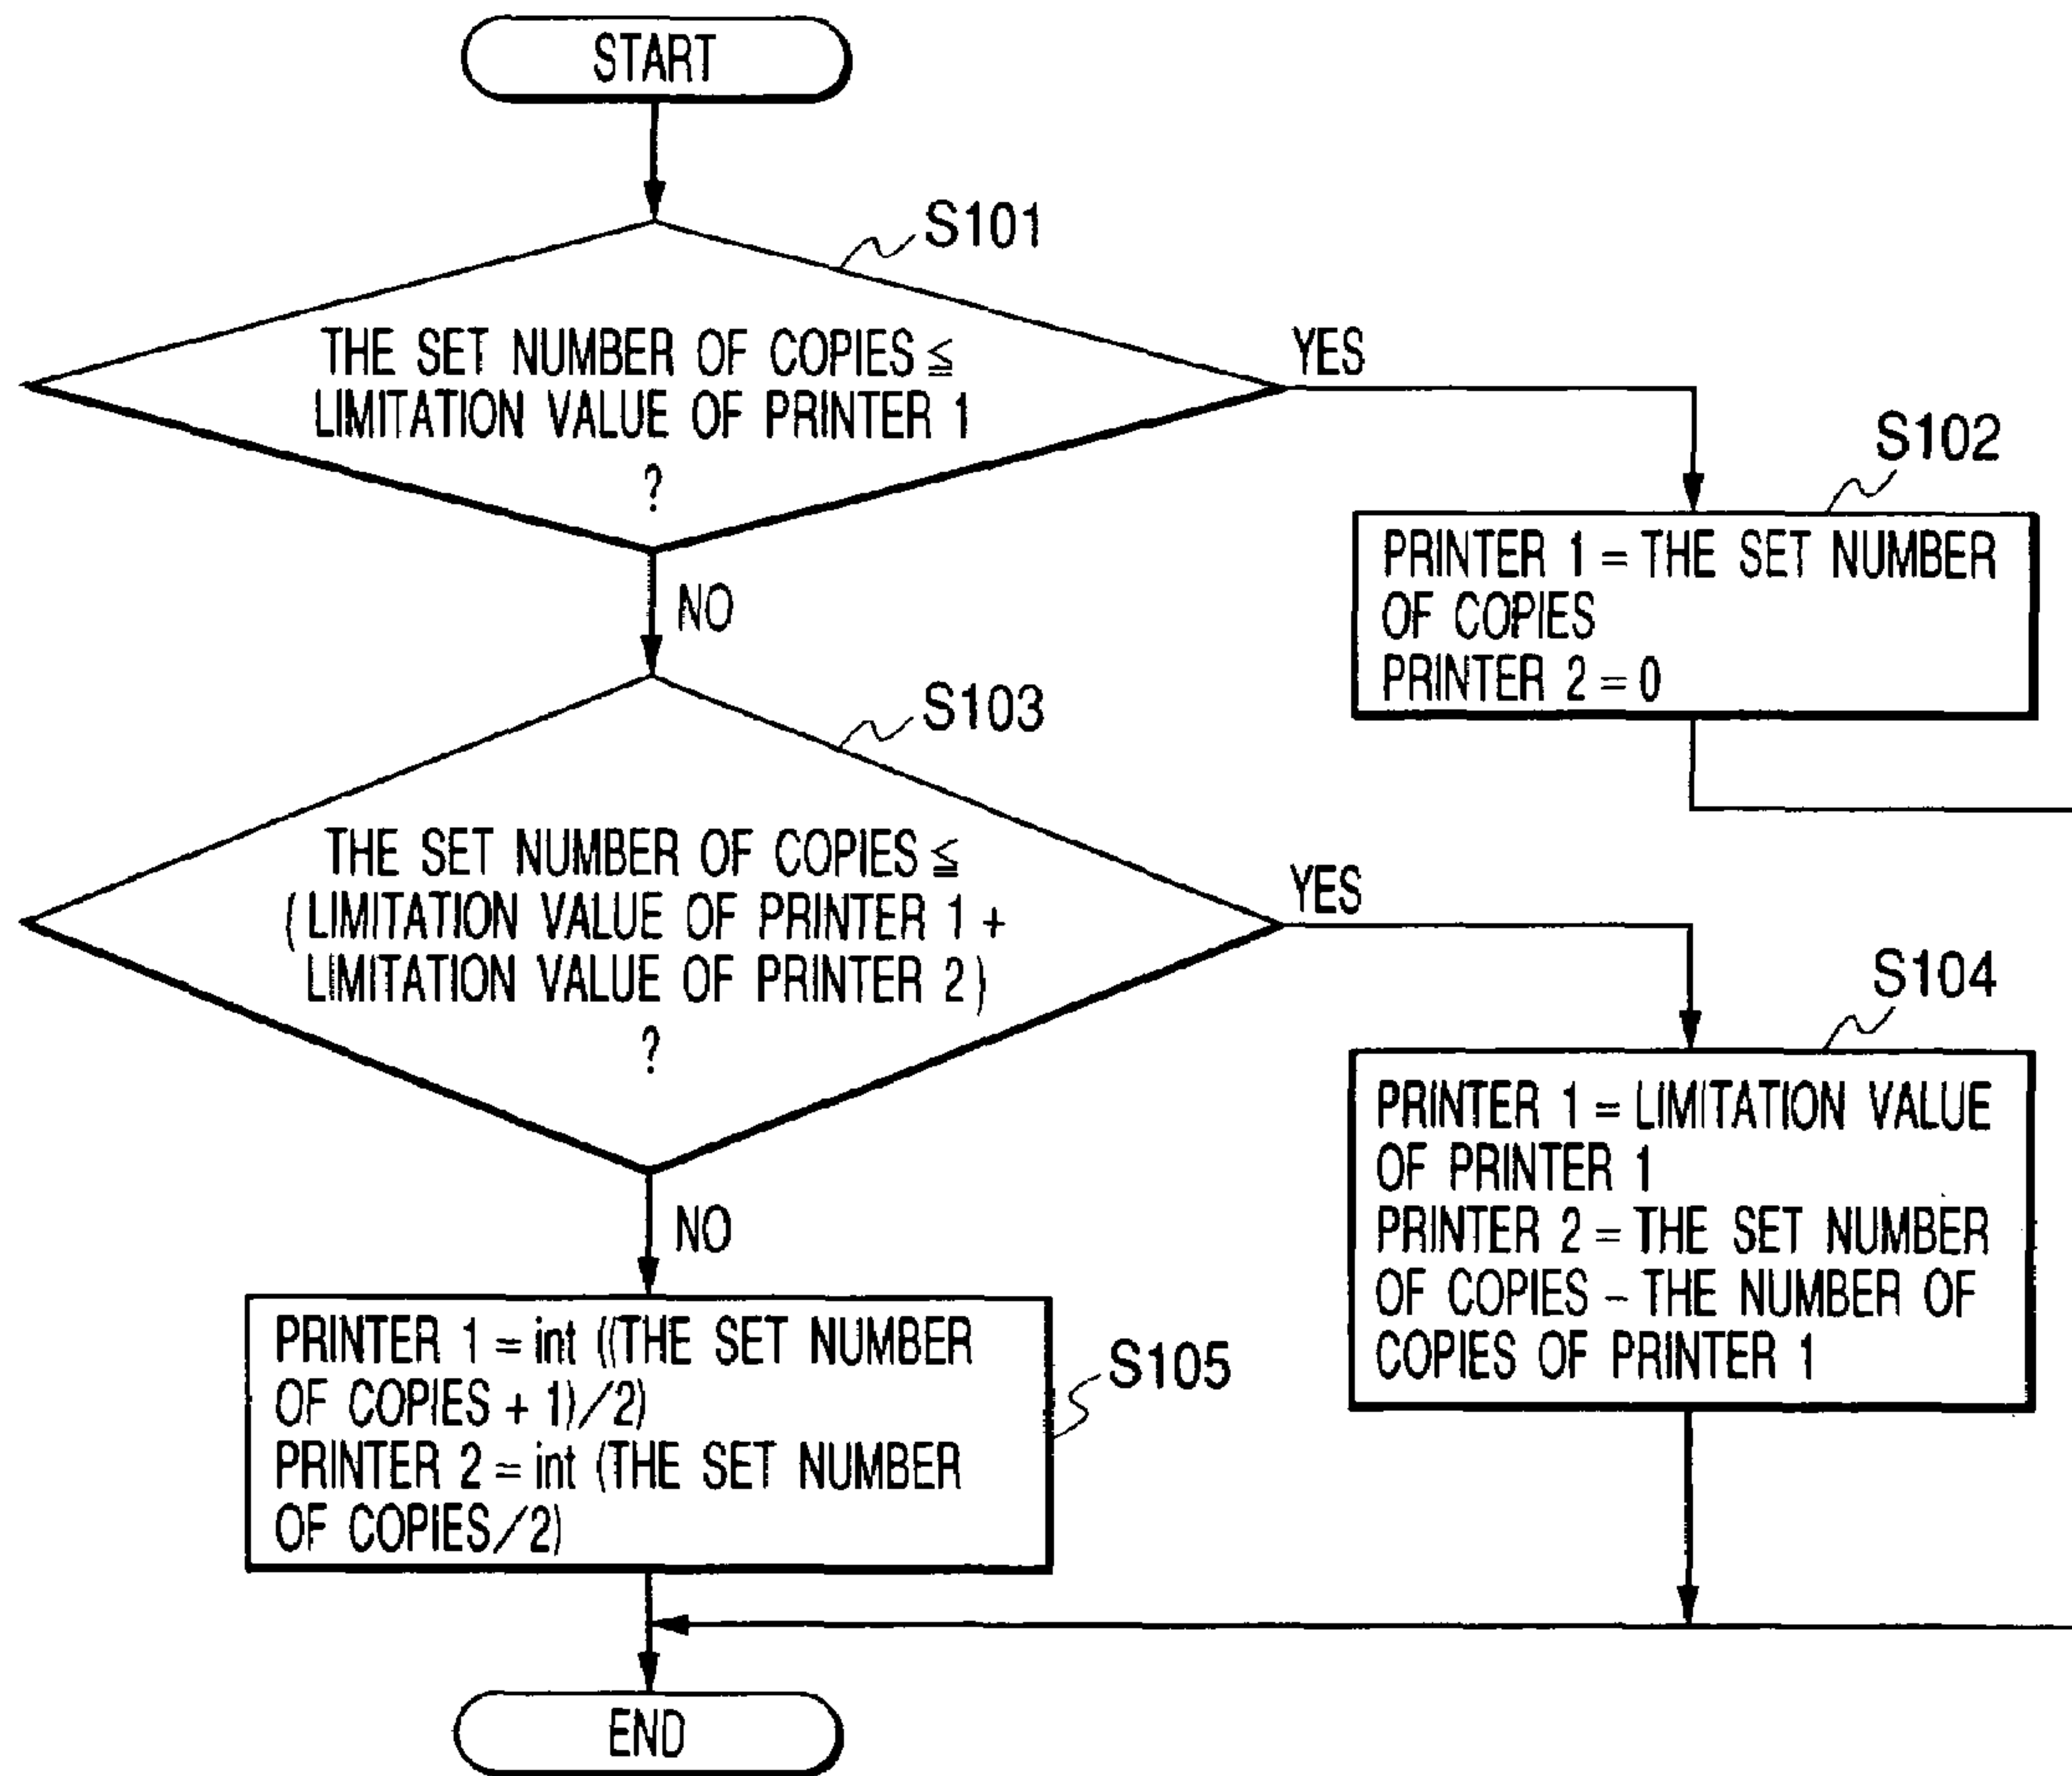 START
S101
THE SET NUMBER OF COPIES ≦
LIMITATION VALUE OF PRINTER 1
?
YES
NO
S102
PRINTER 1 = THE SET NUMBER
OF COPIES
PRINTER 2 = 0
S103
THE SET NUMBER OF COPIES ≦
(LIMITATION VALUE OF PRINTER 1 +
LIMITATION VALUE OF PRINTER 2)
?
YES
NO
S104
PRINTER 1 = LIMITATION VALUE
OF PRINTER 1
PRINTER 2 = THE SET NUMBER
OF COPIES – THE NUMBER OF
COPIES OF PRINTER 1
PRINTER 1 = int ((THE SET NUMBER
OF COPIES + 1)/2)
PRINTER 2 = int (THE SET NUMBER
OF COPIES/2)
S105
END